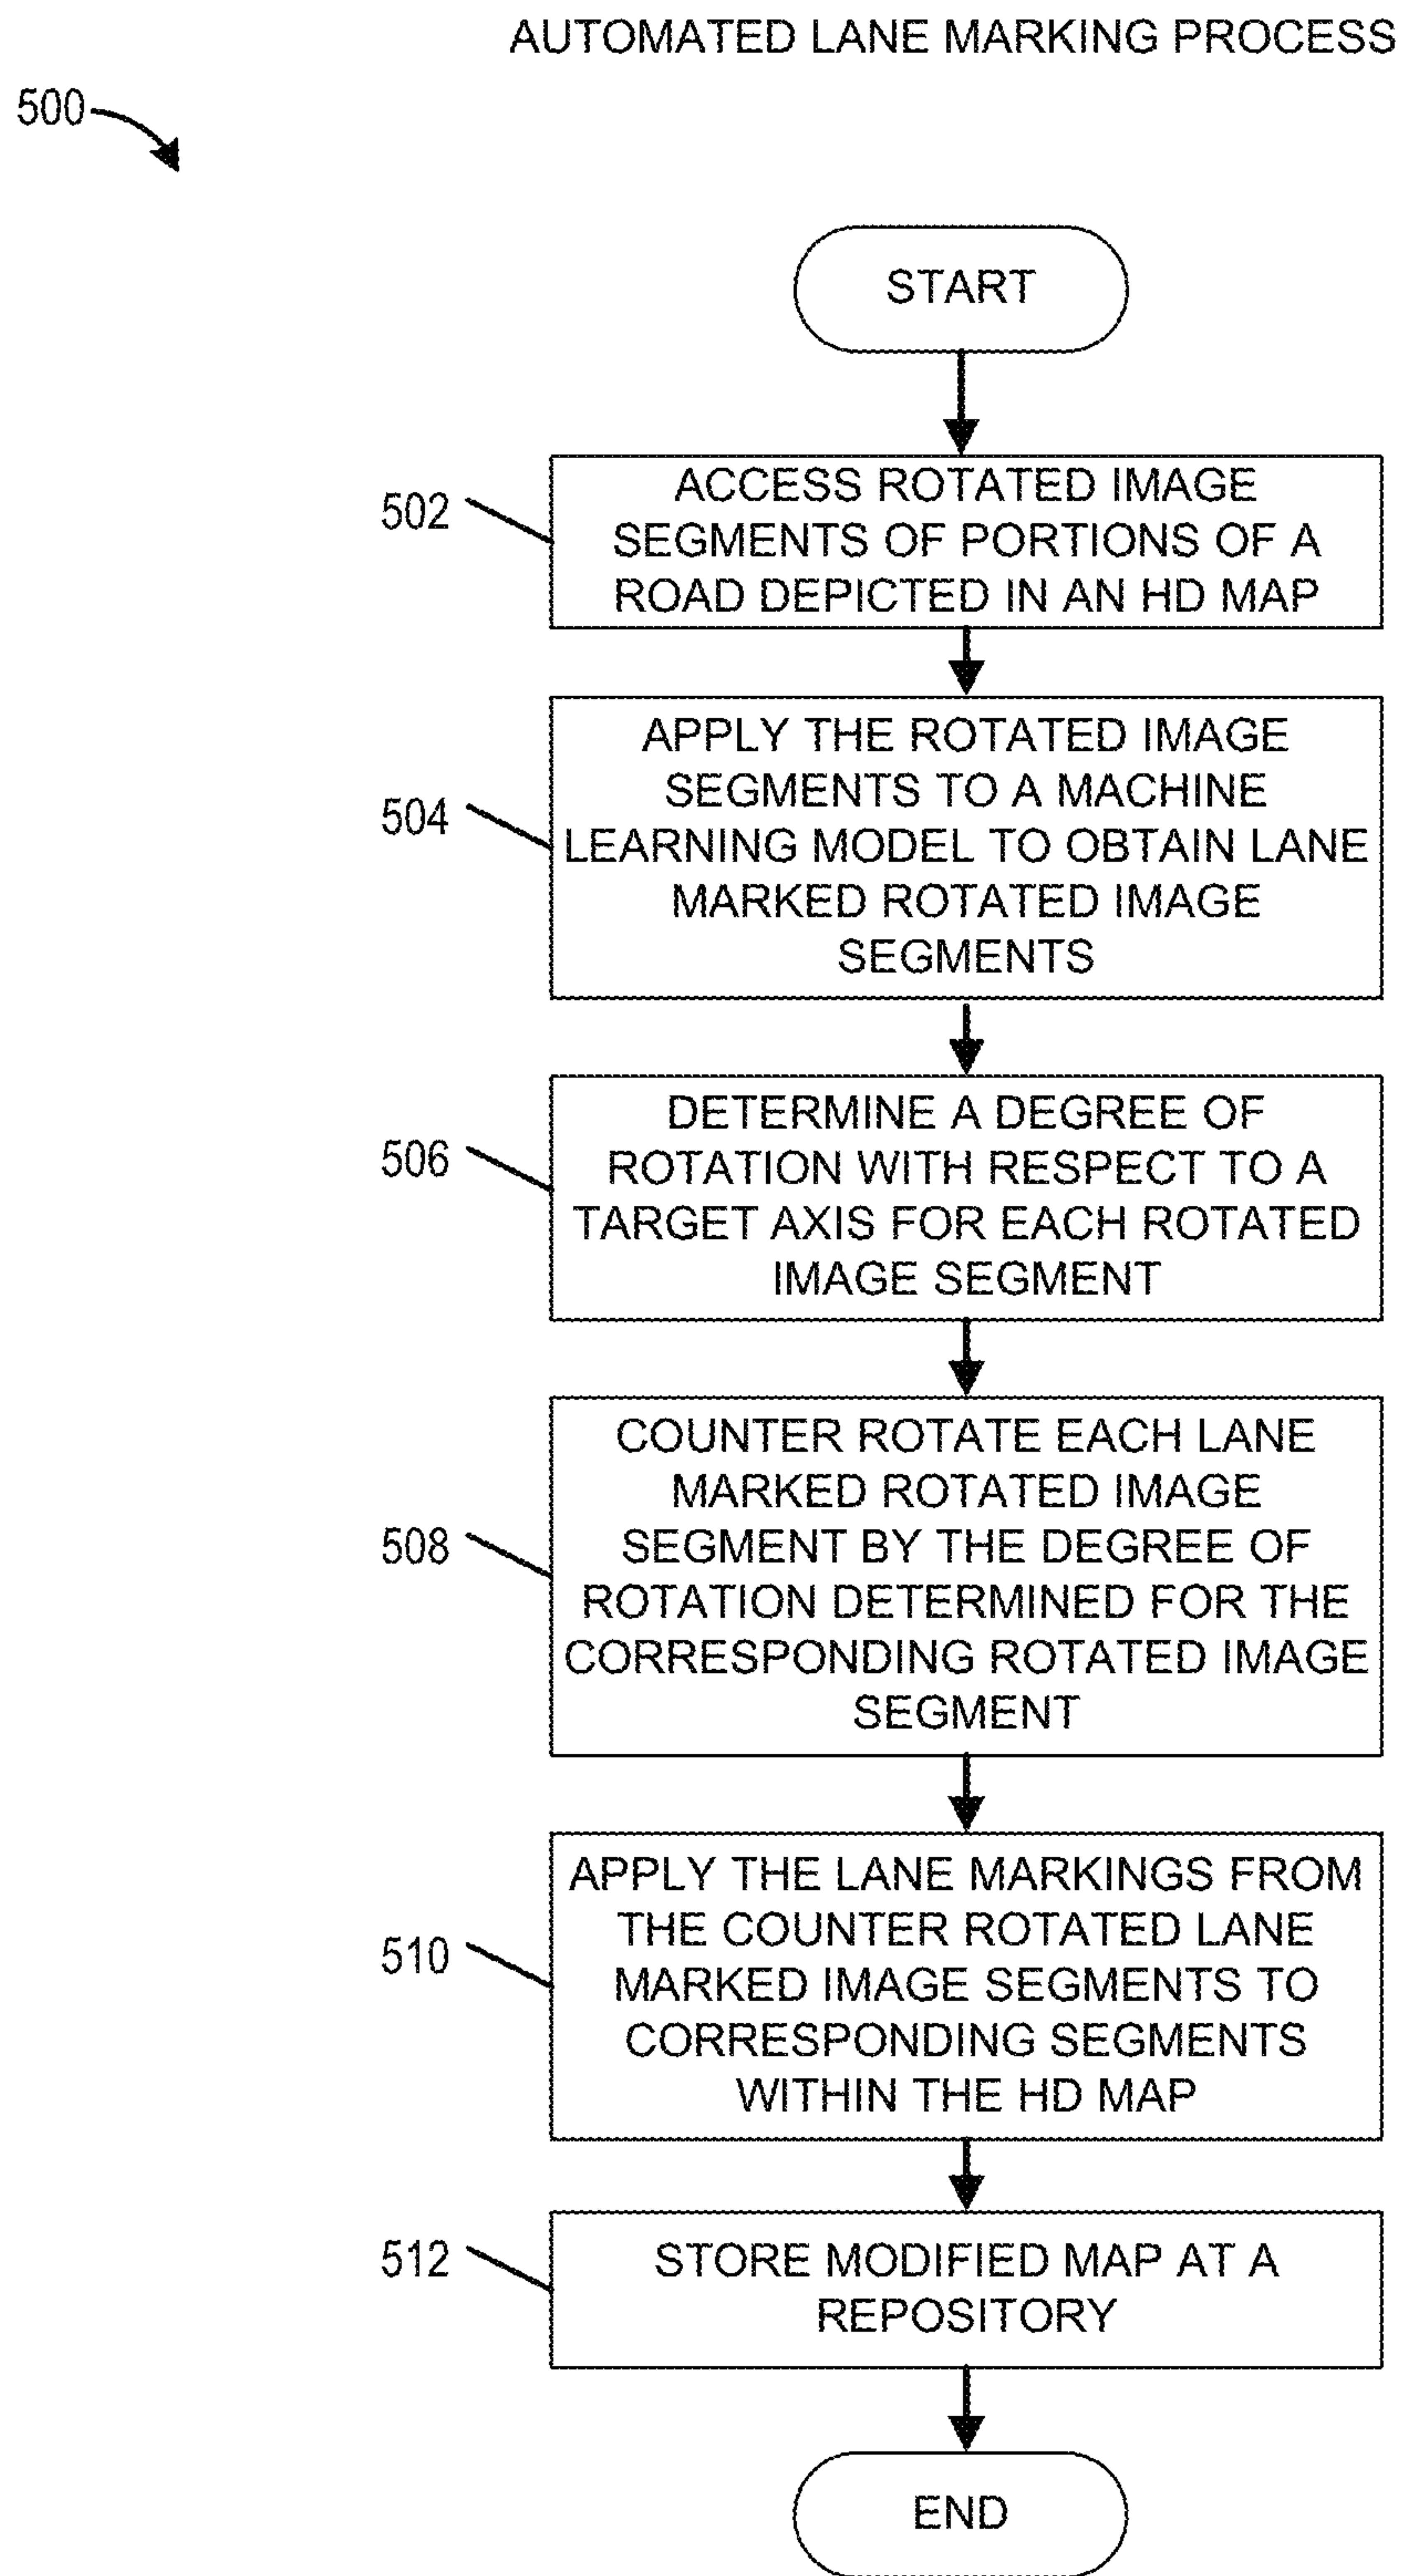 AUTOMATED LANE MARKING PROCESS
500
START
502
ACCESS ROTATED IMAGE
SEGMENTS OF PORTIONS OF A
ROAD DEPICTED IN AN HD MAP
504
APPLY THE ROTATED IMAGE
SEGMENTS TO A MACHINE
LEARNING MODEL TO OBTAIN LANE
MARKED ROTATED IMAGE
SEGMENTS
506
DETERMINE A DEGREE OF
ROTATION WITH RESPECT TO A
TARGET AXIS FOR EACH ROTATED
IMAGE SEGMENT
508
COUNTER ROTATE EACH LANE
MARKED ROTATED IMAGE
SEGMENT BY THE DEGREE OF
ROTATION DETERMINED FOR THE
CORRESPONDING ROTATED IMAGE
SEGMENT
510
APPLY THE LANE MARKINGS FROM
THE COUNTER ROTATED LANE
MARKED IMAGE SEGMENTS TO
CORRESPONDING SEGMENTS
WITHIN THE HD MAP
512
STORE MODIFIED MAP AT A
REPOSITORY
END